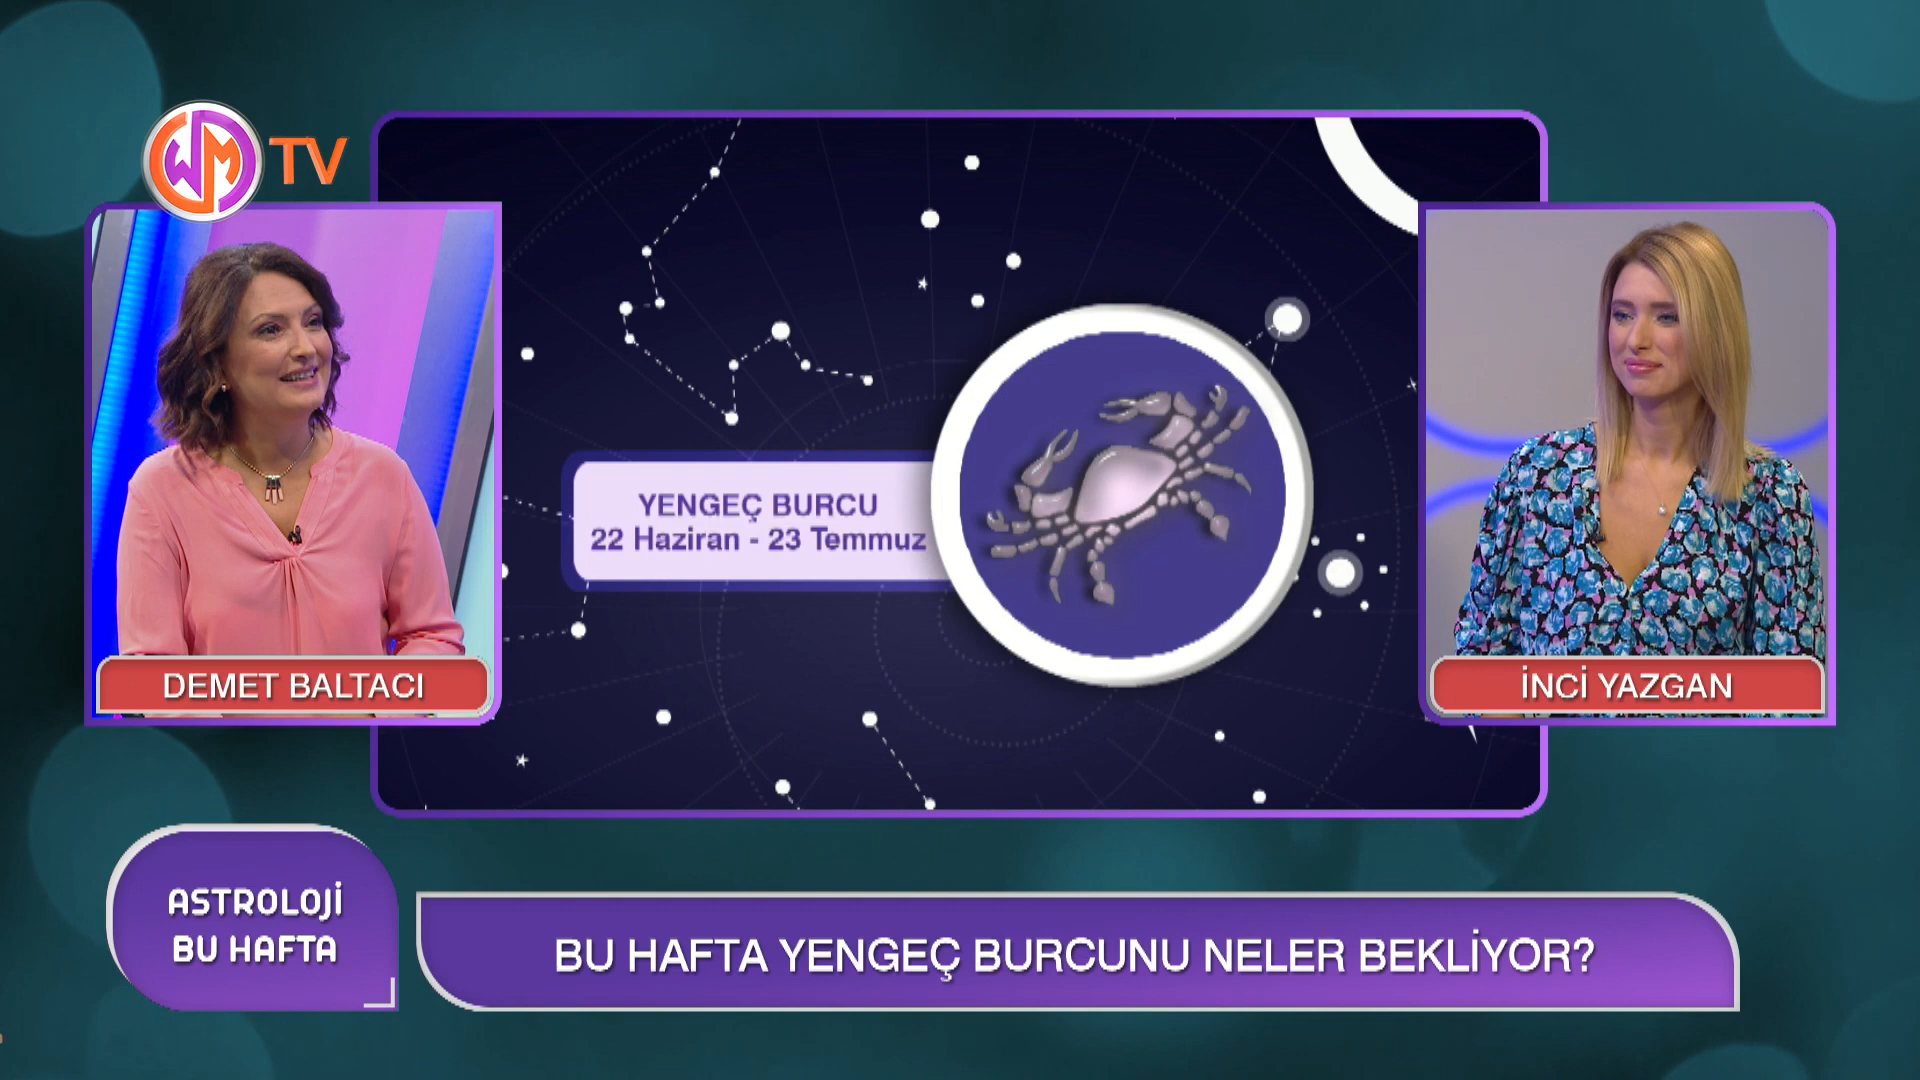 WM TV
DEMET BALTACI
YENGEÇ BURCU
22 Haziran - 23 Temmuz
İNCİ YAZGAN
ASTROLOJİ
BU HAFTA
BU HAFTA YENGEÇ BURCUNU NELER BEKLİYOR?